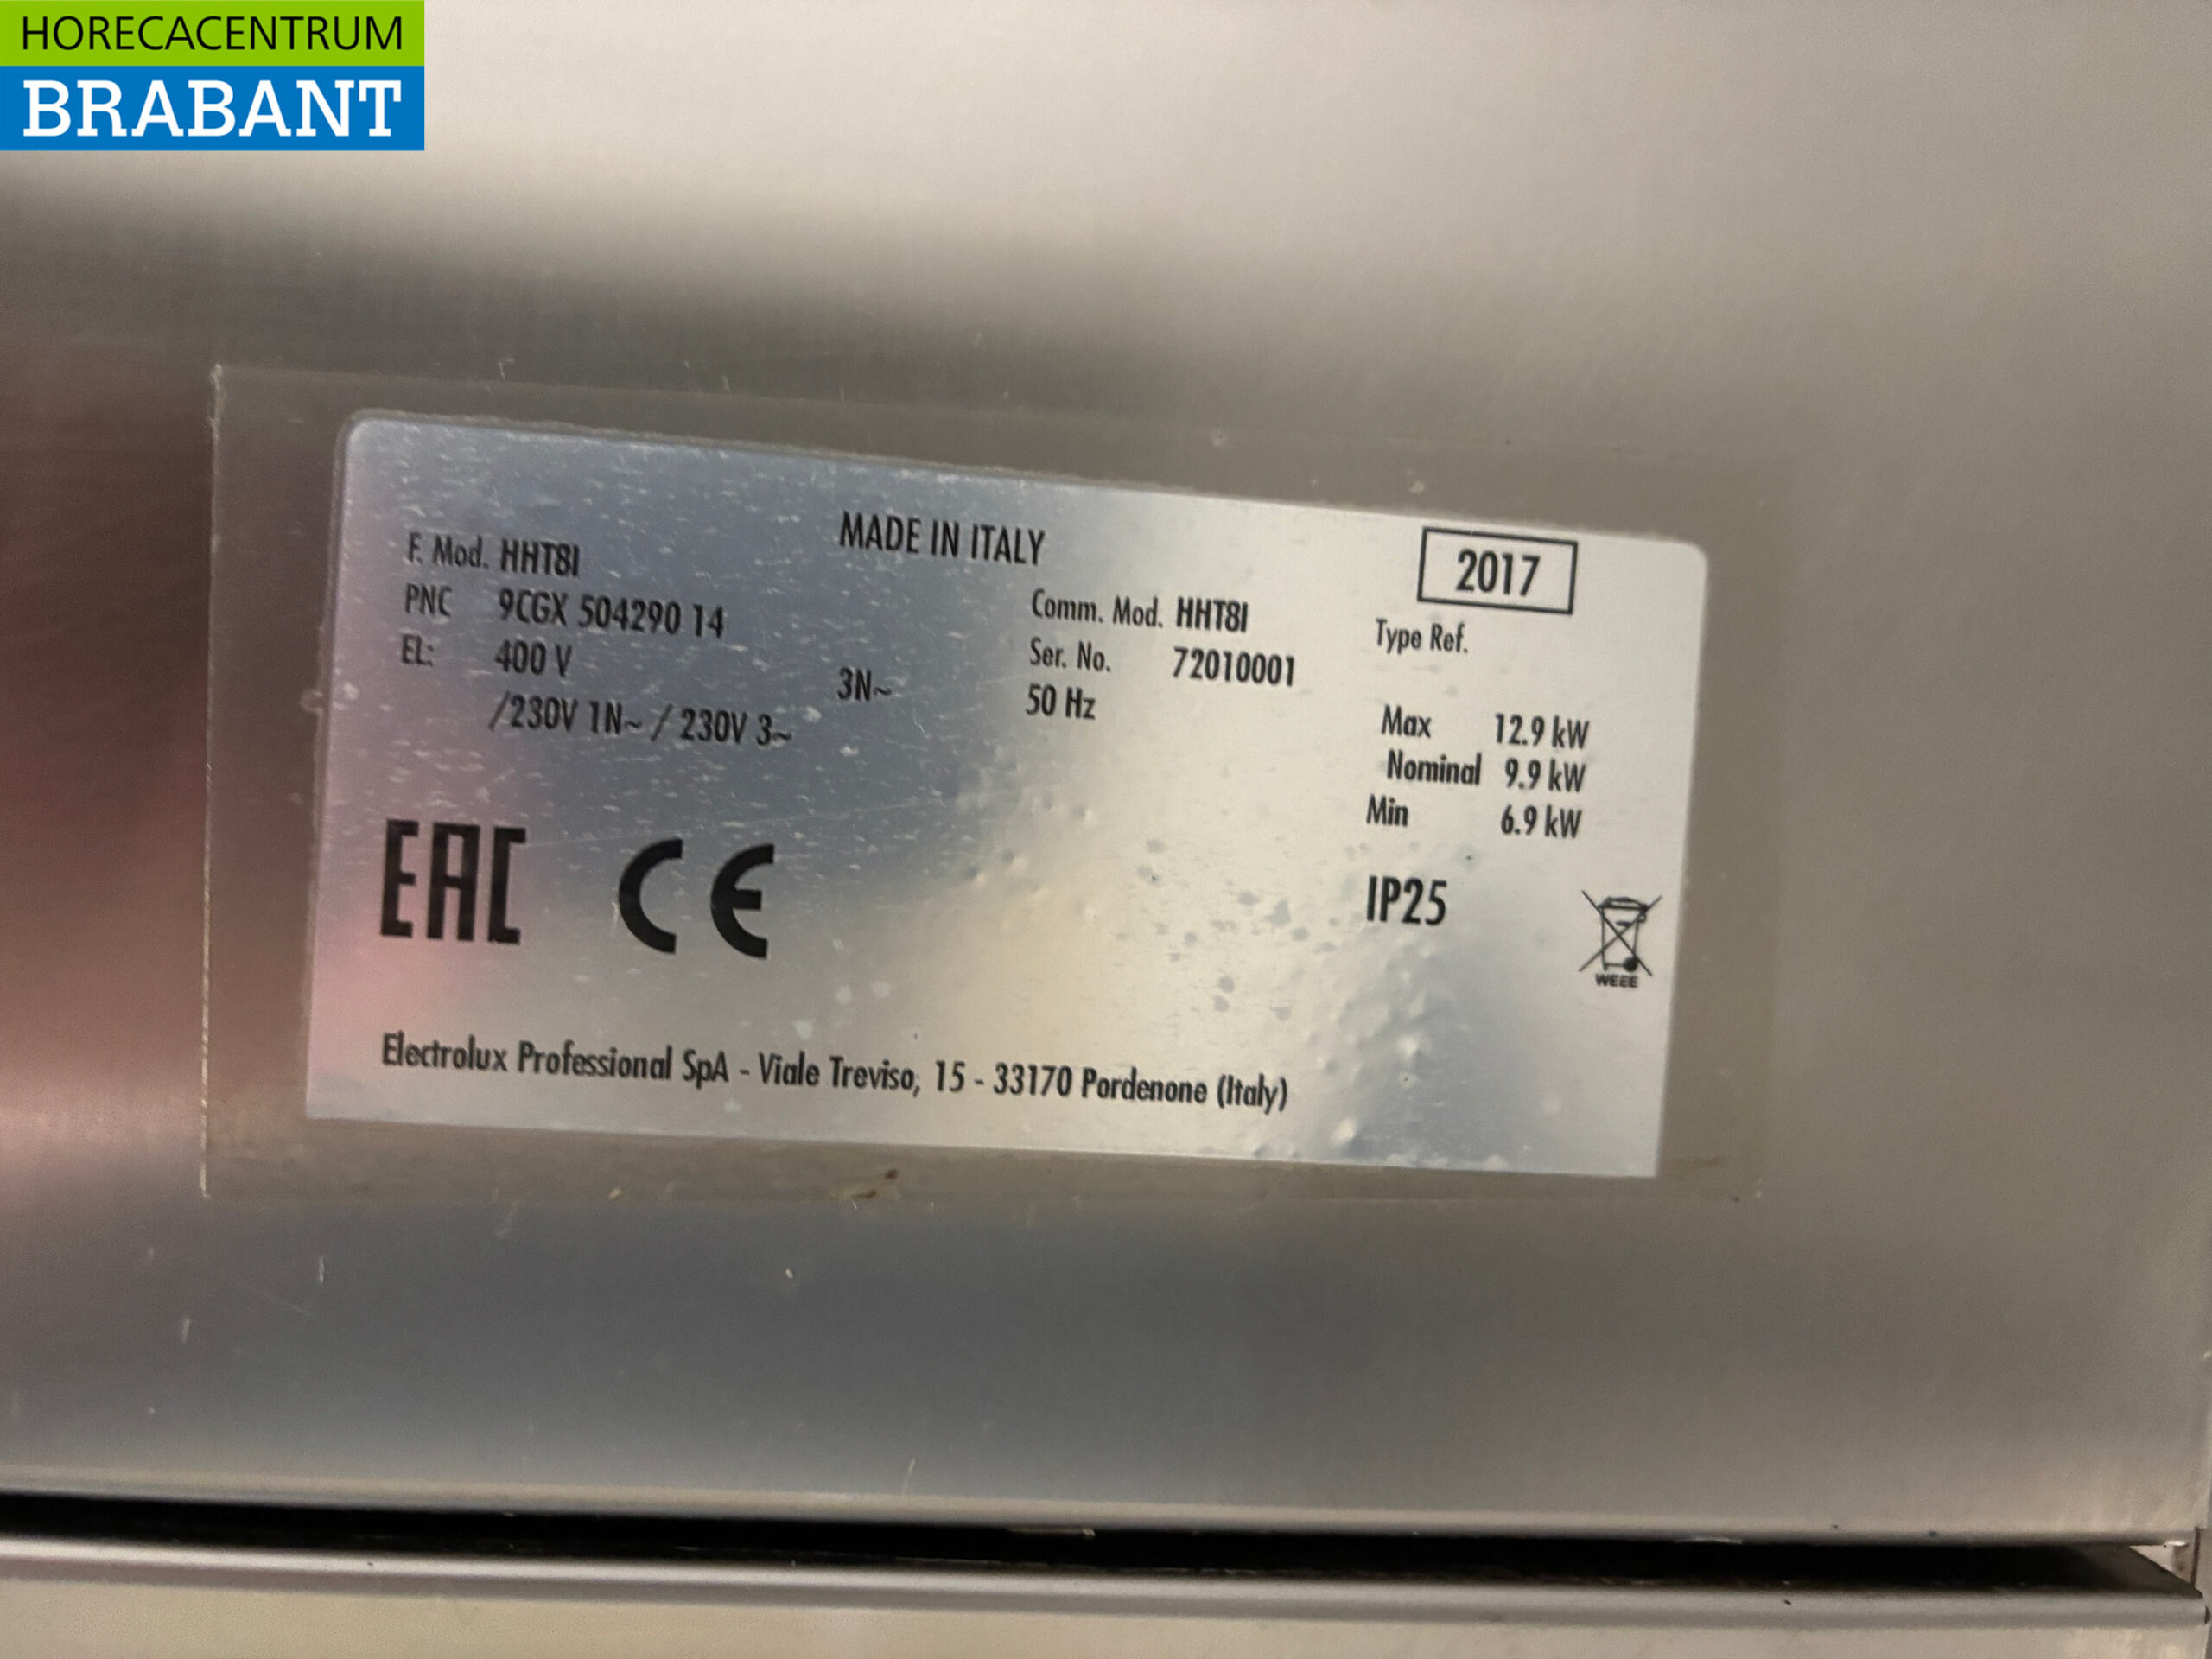 HORECACENTRUM
BRABANT
MADE IN ITALY
2017
F. Mod. HHT8I
PNC 9CGX 504290 14
Comm. Mod. HHT8I
Type Ref.
EL: 400 V 3N~
Ser. No. 72010001
50 Hz
/230V 1N~ / 230V 3~
Max 12.9 kW
Nominal 9.9 kW
Min 6.9 kW
EAC CE
IP25
WEEE
Electrolux Professional SpA - Viale Treviso, 15 - 33170 Pordenone (Italy)